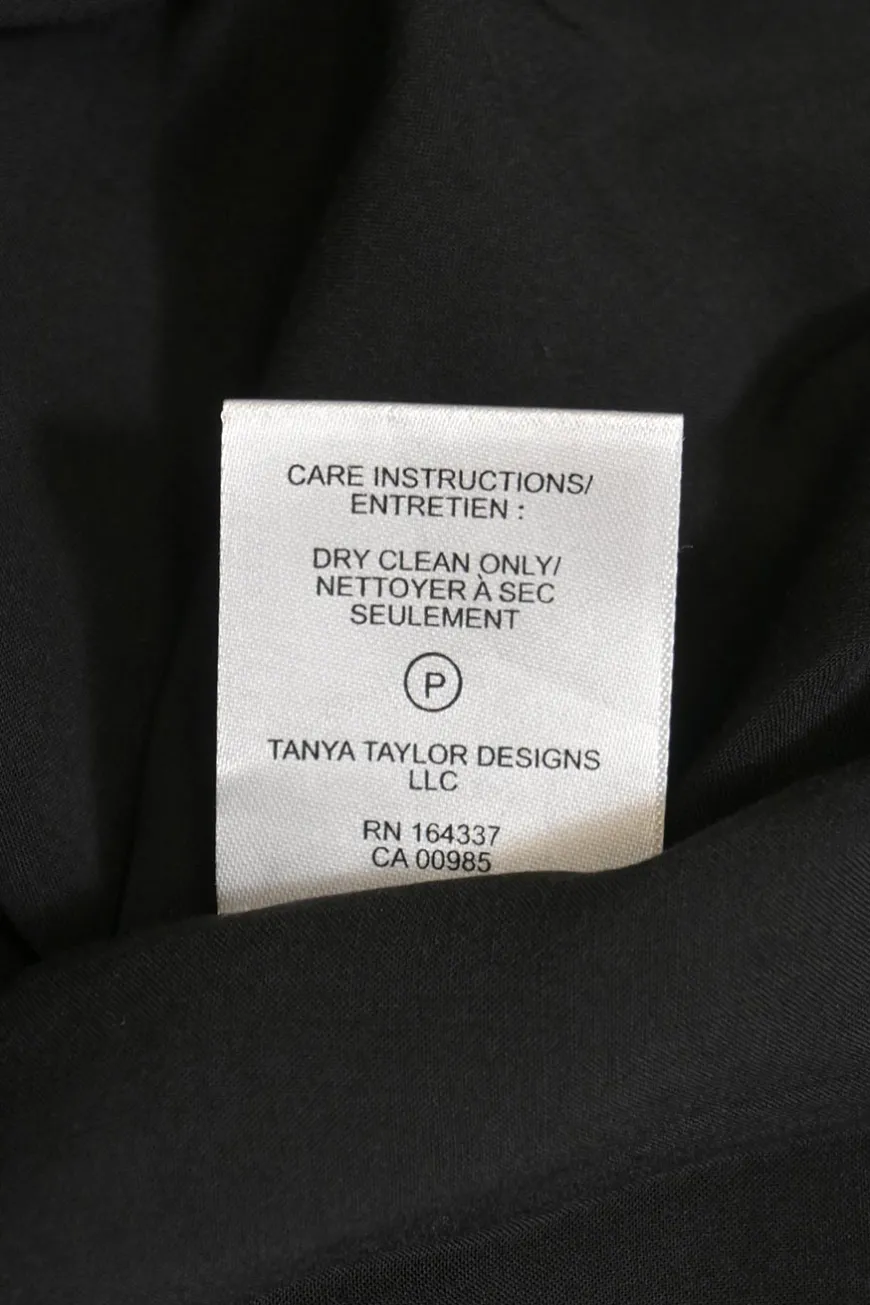 CARE INSTRUCTIONS/
ENTRETIEN :
DRY CLEAN ONLY/
NETTOYER À SEC
SEULEMENT
P
TANYA TAYLOR DESIGNS
LLC
RN 164337
CA 00985